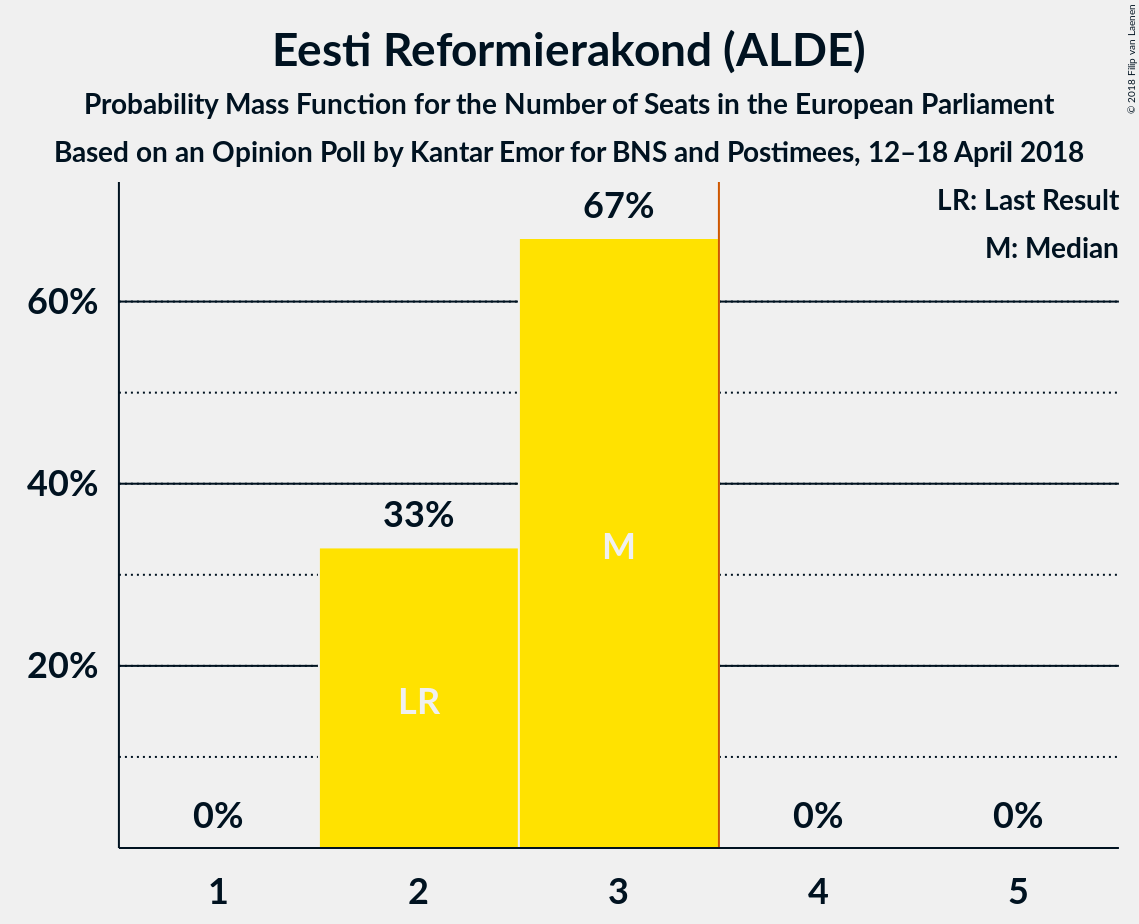 Eesti Reformierakond (ALDE)
Probability Mass Function for the Number of Seats in the European Parliament
Based on an Opinion Poll by Kantar Emor for BNS and Postimees, 12–18 April 2018
© 2018 Filip van Laenen
LR: Last Result
M: Median
67%
60%
40%
33%
M
20%
LR
0%
0%
0%
1
2
3
4
5